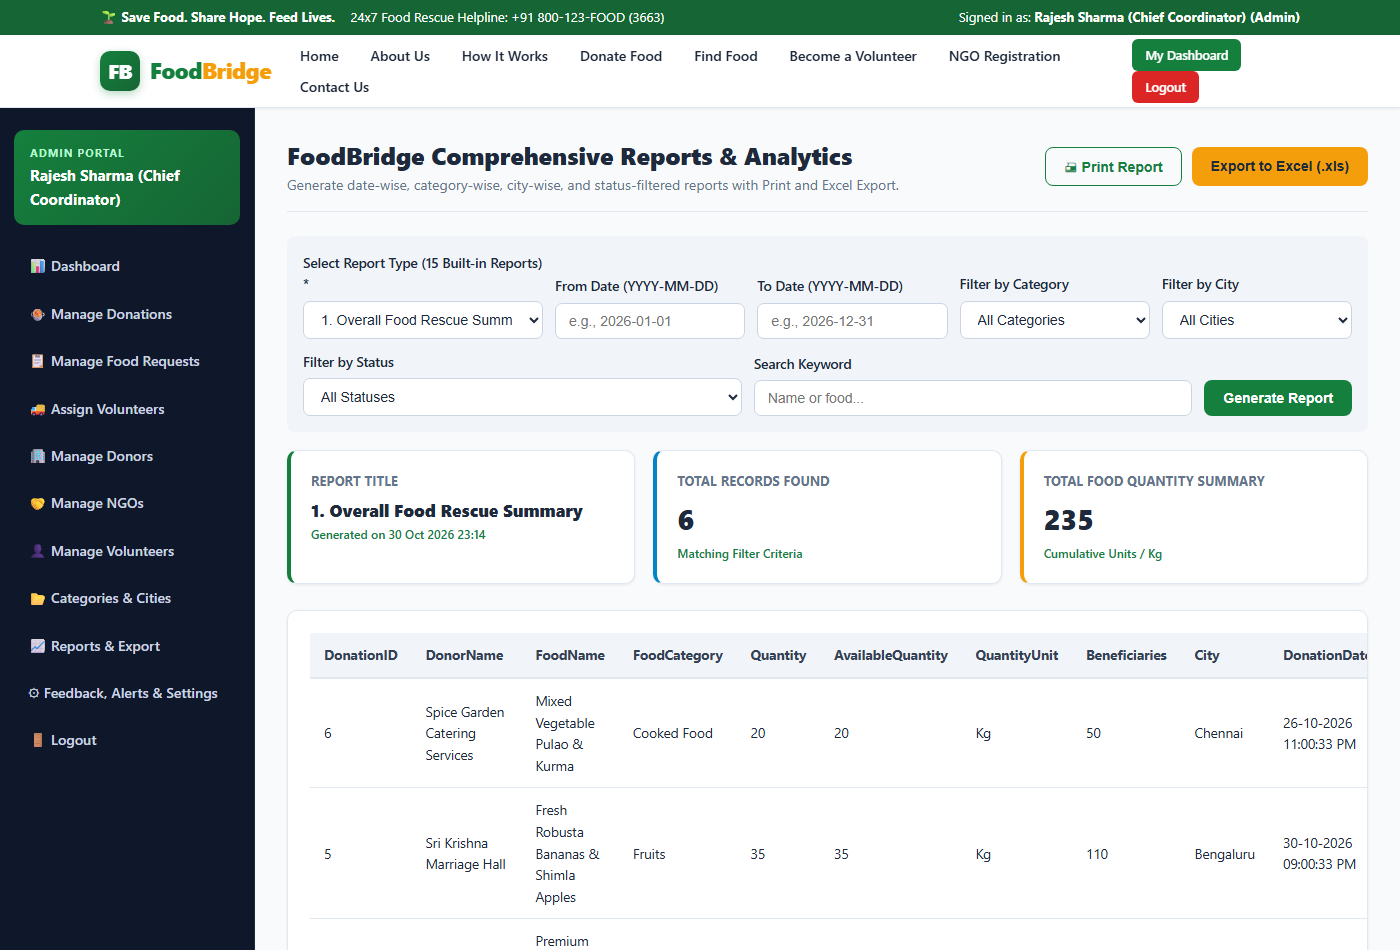 Save Food. Share Hope. Feed Lives. 24x7 Food Rescue Helpline: +91 800-123-FOOD (3663) Signed in as: Rajesh Sharma (Chief Coordinator) (Admin)
FB FoodBridge
Home About Us How It Works Donate Food Find Food Become a Volunteer NGO Registration
Contact Us
My Dashboard
Logout
ADMIN PORTAL
Rajesh Sharma (Chief
Coordinator)
Dashboard
Manage Donations
Manage Food Requests
Assign Volunteers
Manage Donors
Manage NGOs
Manage Volunteers
Categories & Cities
Reports & Export
Feedback, Alerts & Settings
Logout
FoodBridge Comprehensive Reports & Analytics
Generate date-wise, category-wise, city-wise, and status-filtered reports with Print and Excel Export.
Print Report
Export to Excel (.xls)
Select Report Type (15 Built-in Reports)
*
1. Overall Food Rescue Summ
From Date (YYYY-MM-DD)
e.g., 2026-01-01
To Date (YYYY-MM-DD)
e.g., 2026-12-31
Filter by Category
All Categories
Filter by City
All Cities
Filter by Status
All Statuses
Search Keyword
Name or food...
Generate Report
REPORT TITLE
1. Overall Food Rescue Summary
Generated on 30 Oct 2026 23:14
TOTAL RECORDS FOUND
6
Matching Filter Criteria
TOTAL FOOD QUANTITY SUMMARY
235
Cumulative Units / Kg
DonationID DonorName FoodName FoodCategory Quantity AvailableQuantity QuantityUnit Beneficiaries City DonationDate
6
Spice Garden
Catering
Services
Mixed
Vegetable
Pulao &
Kurma
Cooked Food
20
20
Kg
50
Chennai
26-10-2026
11:00:33 PM
5
Sri Krishna
Marriage Hall
Fresh
Robusta
Bananas &
Shimla
Apples
Fruits
35
35
Kg
110
Bengaluru
30-10-2026
09:00:33 PM
Premium